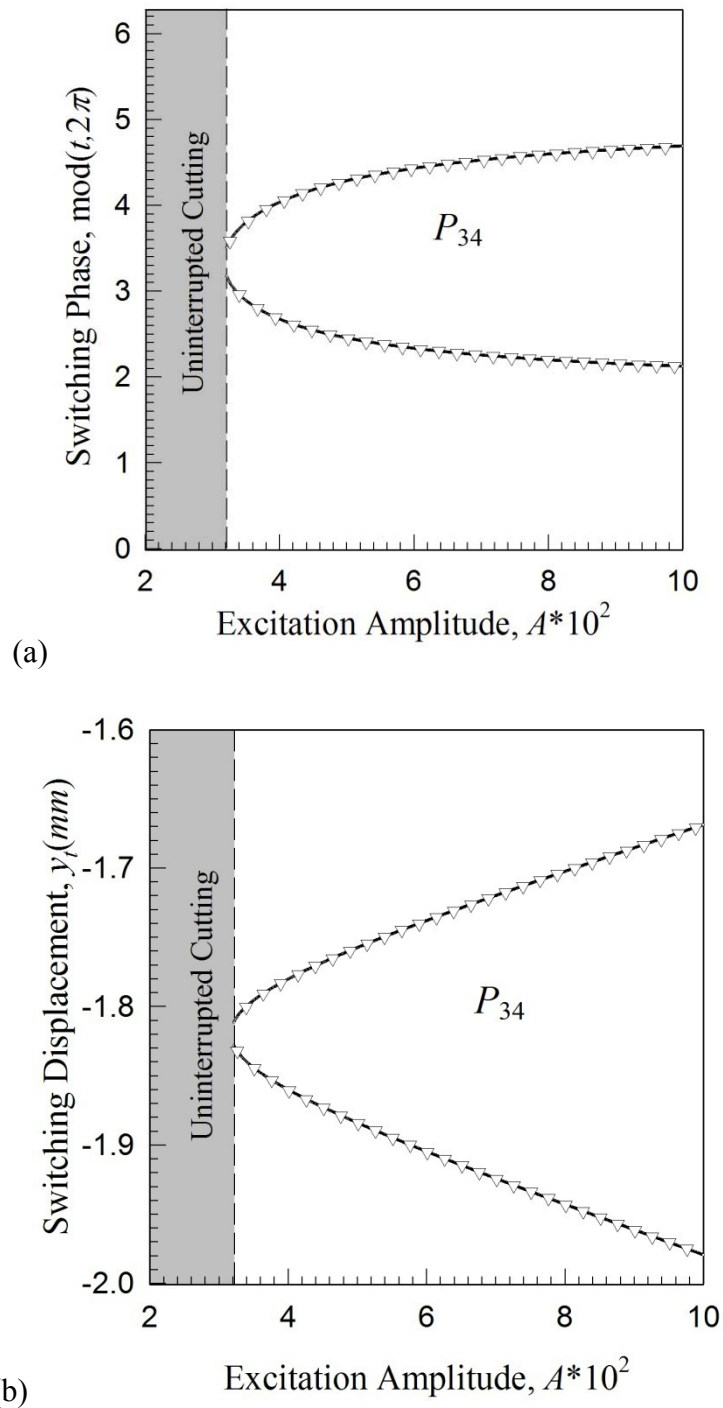 6
5
4
3
2
1
0
Switching Phase, mod(t,2π)
Uninterrupted Cutting
P34
2 4 6 8 10
Excitation Amplitude, A*10²
(a)
-1.6
-1.7
-1.8
-1.9
-2.0
Switching Displacement, yt(mm)
Uninterrupted Cutting
P34
2 4 6 8 10
Excitation Amplitude, A*10²
(b)